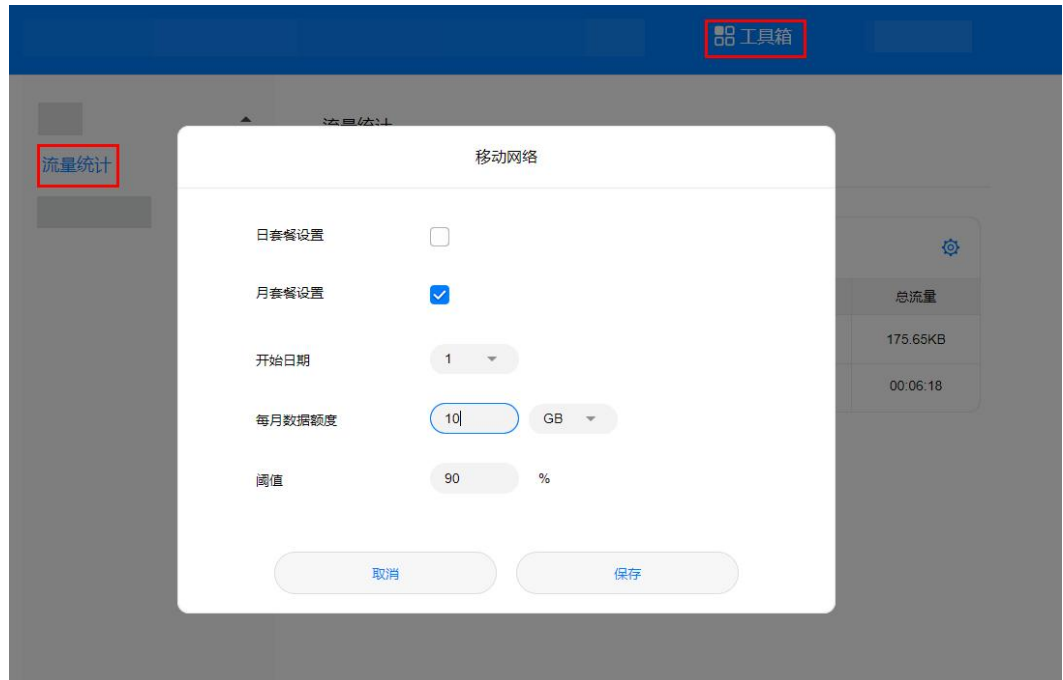 工具箱
流量统计
流量统计
移动网络
日套餐设置
月套餐设置
总流量
175.65KB
开始日期 1
00:06:18
每月数据额度 10 GB
阈值 90 %
取消 保存